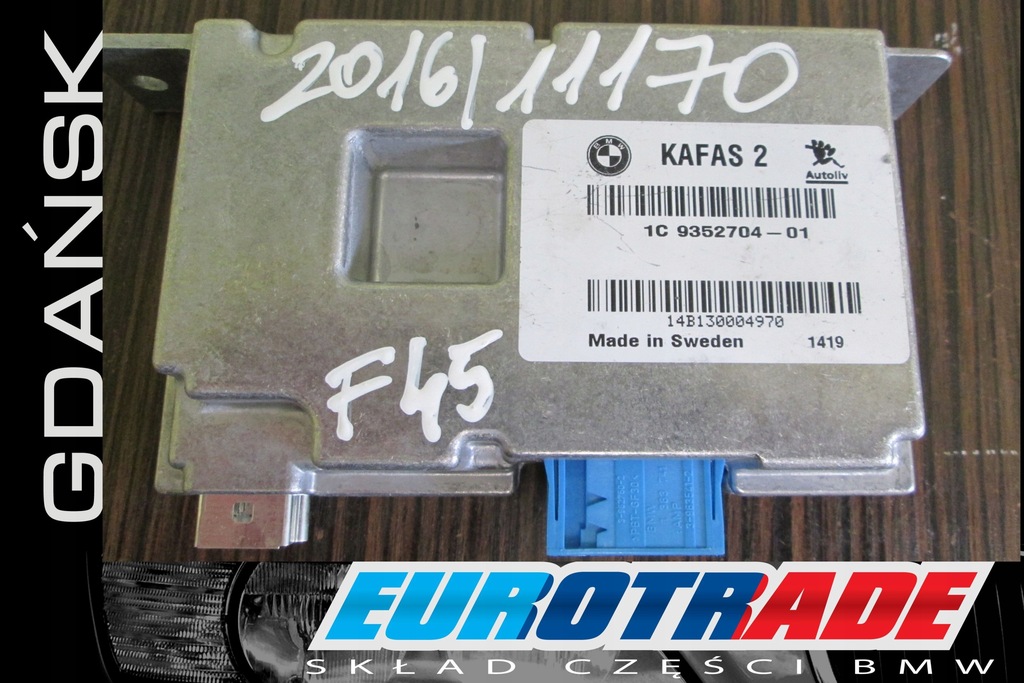 GDAŃSK
2016/11170
BMW
KAFAS 2
Autoliv
1C 9352704-01
14B130004970
Made in Sweden 1419
F45
EUROTRADE
SKŁAD CZĘŚCI BMW